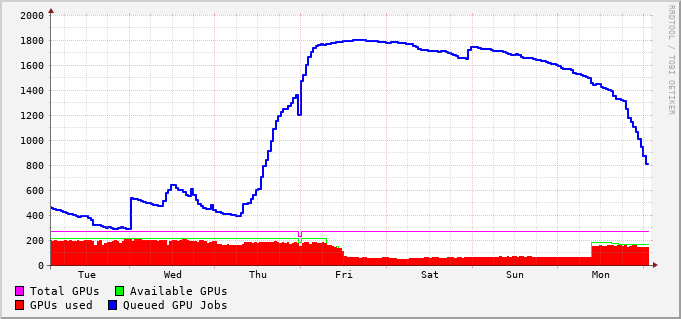 2000
1800
1600
1400
1200
1000
800
600
400
200
0
Tue Wed Thu Fri Sat Sun Mon
Total GPUs Available GPUs
GPUs used Queued GPU Jobs
RRDTOOL / TOBI OETIKER